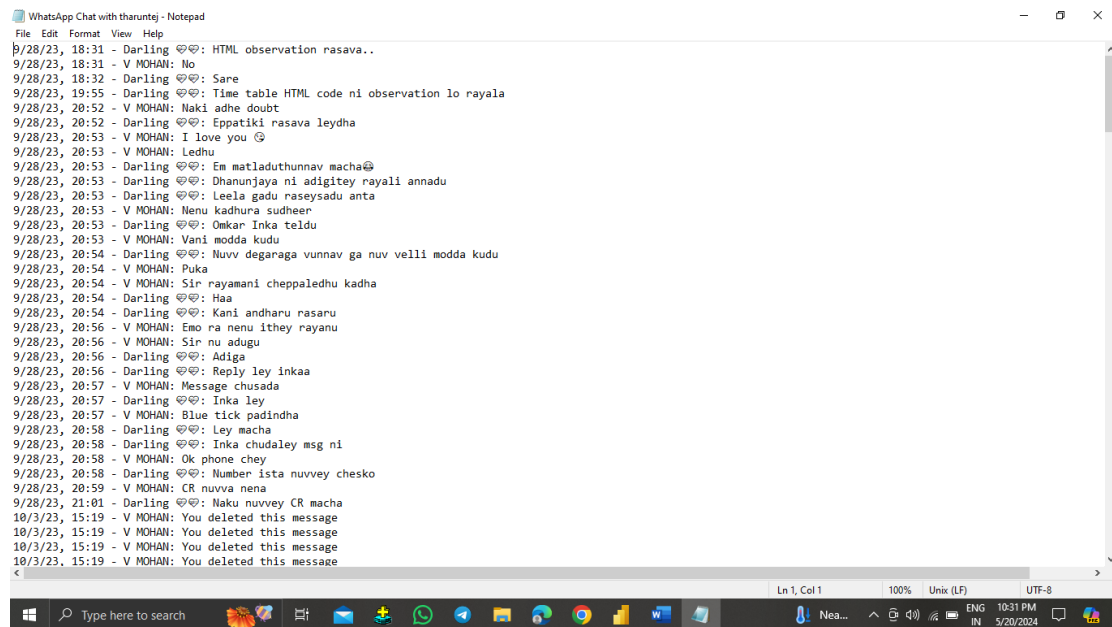 WhatsApp Chat with tharuntej - Notepad
File Edit Format View Help
9/28/23, 18:31 - Darling 💝💝: HTML observation rasava..
9/28/23, 18:31 - V MOHAN: No
9/28/23, 18:32 - Darling 💝💝: Sare
9/28/23, 19:55 - Darling 💝💝: Time table HTML code ni observation lo rayala
9/28/23, 20:52 - V MOHAN: Naki adhe doubt
9/28/23, 20:52 - Darling 💝💝: Eppatiki rasava leydha
9/28/23, 20:53 - V MOHAN: I love you 😘
9/28/23, 20:53 - V MOHAN: Ledhu
9/28/23, 20:53 - Darling 💝💝: Em matladuthunnav macha😂
9/28/23, 20:53 - Darling 💝💝: Dhanunjaya ni adigitey rayali annadu
9/28/23, 20:53 - Darling 💝💝: Leela gadu raseysadu anta
9/28/23, 20:53 - V MOHAN: Nenu kadhura sudheer
9/28/23, 20:53 - Darling 💝💝: Omkar Inka teldu
9/28/23, 20:53 - V MOHAN: Vani modda kudu
9/28/23, 20:54 - Darling 💝💝: Nuvv degaraga vunnav ga nuv velli modda kudu
9/28/23, 20:54 - V MOHAN: Puka
9/28/23, 20:54 - V MOHAN: Sir rayamani cheppaledhu kadha
9/28/23, 20:54 - Darling 💝💝: Haa
9/28/23, 20:54 - Darling 💝💝: Kani andharu rasaru
9/28/23, 20:56 - V MOHAN: Emo ra nenu ithey rayanu
9/28/23, 20:56 - V MOHAN: Sir nu adugu
9/28/23, 20:56 - Darling 💝💝: Adiga
9/28/23, 20:56 - Darling 💝💝: Reply ley inkaa
9/28/23, 20:57 - V MOHAN: Message chusada
9/28/23, 20:57 - Darling 💝💝: Inka ley
9/28/23, 20:57 - V MOHAN: Blue tick padindha
9/28/23, 20:58 - Darling 💝💝: Ley macha
9/28/23, 20:58 - Darling 💝💝: Inka chudaley msg ni
9/28/23, 20:58 - V MOHAN: Ok phone chey
9/28/23, 20:58 - Darling 💝💝: Number ista nuvvey chesko
9/28/23, 20:59 - V MOHAN: CR nuvva nena
9/28/23, 21:01 - Darling 💝💝: Naku nuvvey CR macha
10/3/23, 15:19 - V MOHAN: You deleted this message
10/3/23, 15:19 - V MOHAN: You deleted this message
10/3/23, 15:19 - V MOHAN: You deleted this message
10/3/23, 15:19 - V MOHAN: You deleted this message
Ln 1, Col 1 100% Unix (LF) UTF-8
Type here to search Nea... ENG 10:31 PM
IN 5/20/2024